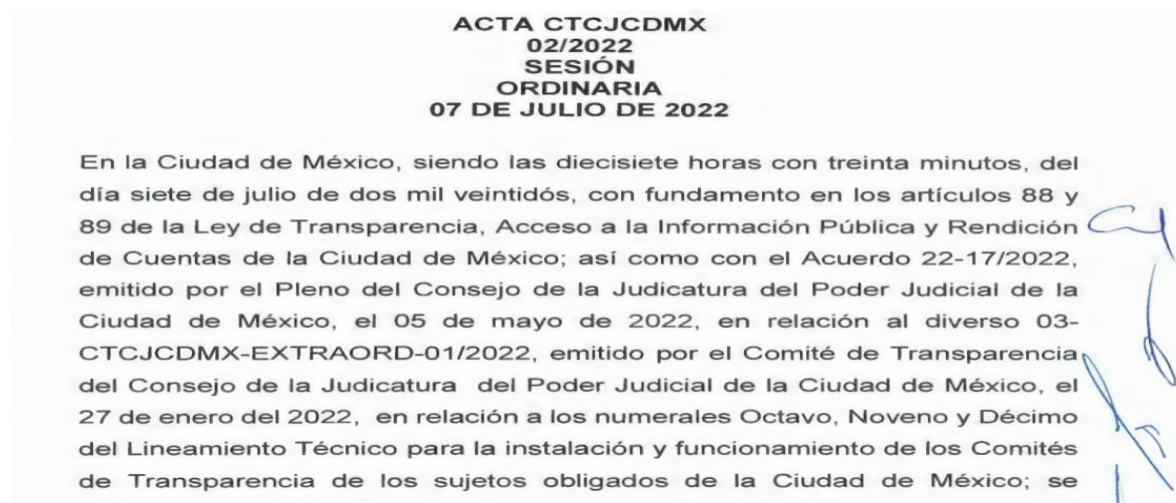 ACTA CTCJCDMX
02/2022
SESIÓN
ORDINARIA
07 DE JULIO DE 2022
En la Ciudad de México, siendo las diecisiete horas con treinta minutos, del
día siete de julio de dos mil veintidós, con fundamento en los artículos 88 y
89 de la Ley de Transparencia, Acceso a la Información Pública y Rendición
de Cuentas de la Ciudad de México; así como con el Acuerdo 22-17/2022,
emitido por el Pleno del Consejo de la Judicatura del Poder Judicial de la
Ciudad de México, el 05 de mayo de 2022, en relación al diverso 03-
CTCJCDMX-EXTRAORD-01/2022, emitido por el Comité de Transparencia
del Consejo de la Judicatura del Poder Judicial de la Ciudad de México, el
27 de enero del 2022, en relación a los numerales Octavo, Noveno y Décimo
del Lineamiento Técnico para la instalación y funcionamiento de los Comités
de Transparencia de los sujetos obligados de la Ciudad de México; se